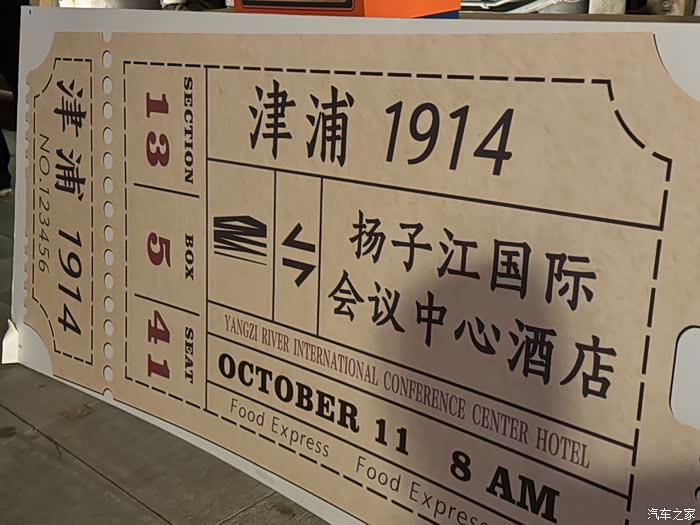 津浦 1914
NO.123456
SECTION
13
BOX
5
SEAT
41
津浦 1914
扬子江国际
会议中心酒店
YANGZI RIVER INTERNATIONAL CONFERENCE CENTER HOTEL
OCTOBER 11 8 AM
Food Express Food Express
汽车之家